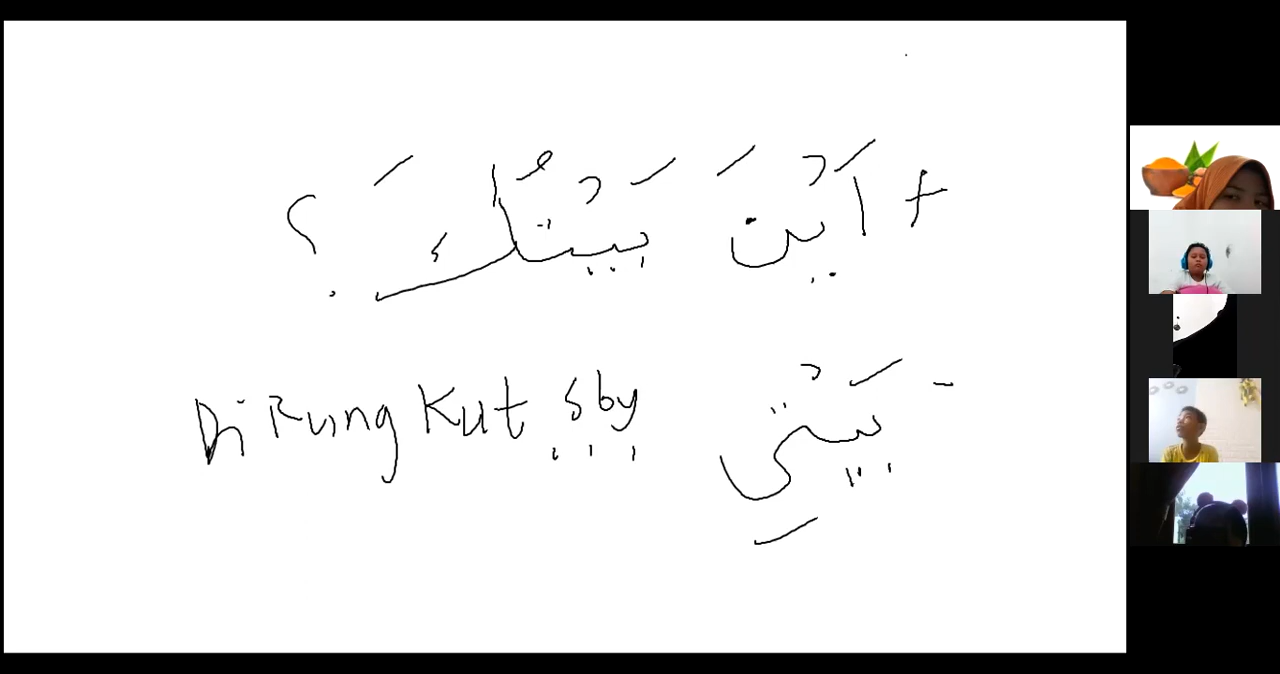 + اَيْنَ بَيْتُكَ ؟
- بَيْتِي Di Rungkut Sby...